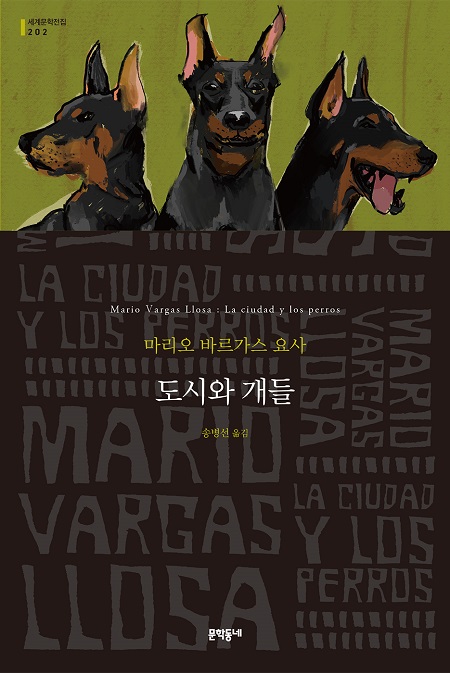 세계문학전집
202
Mario Vargas Llosa : La ciudad y los perros
마리오 바르가스 요사
도시와 개들
송병선 옮김
LA CIUDAD
Y LOS PERROS
MARIO
VARGAS
LLOSA
MARIO
VARGAS
LLOSA
LA CIUDAD
Y LOS
PERROS
문학동네